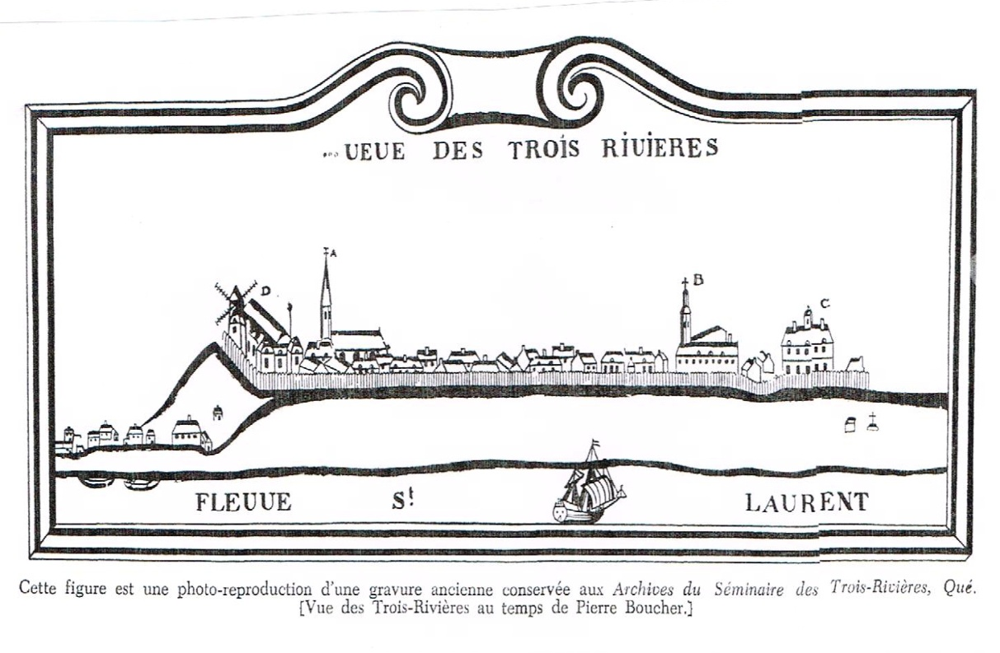 ...UEUE DES TROIS RIUIERES
A
B
C
D
FLEUUE St LAURENT
Cette figure est une photo-reproduction d'une gravure ancienne conservée aux Archives du Séminaire des Trois-Rivières, Qué.
[Vue des Trois-Rivières au temps de Pierre Boucher.]